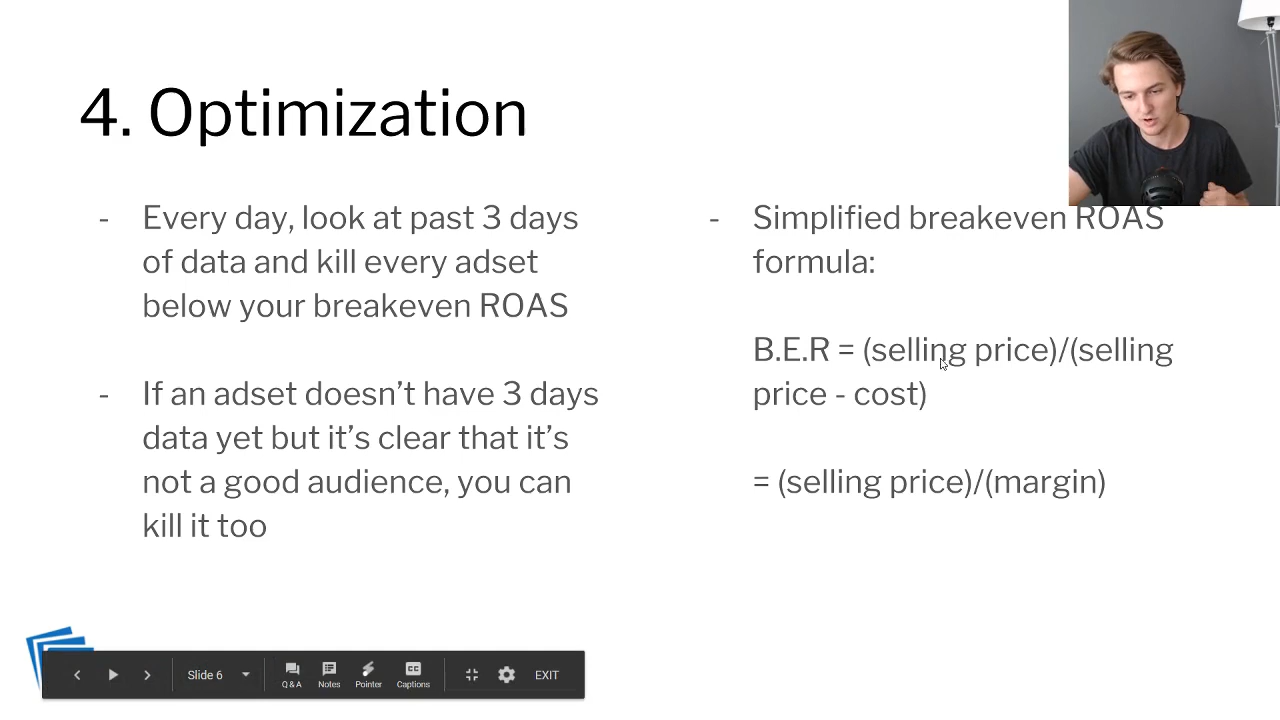 4. Optimization
- Every day, look at past 3 days
of data and kill every adset
below your breakeven ROAS
- If an adset doesn’t have 3 days
data yet but it’s clear that it’s
not a good audience, you can
kill it too
- Simplified breakeven ROAS
formula:
B.E.R = (selling price)/(selling
price - cost)
= (selling price)/(margin)
Slide 6
Q & A
Notes
Pointer
CC
Captions
EXIT